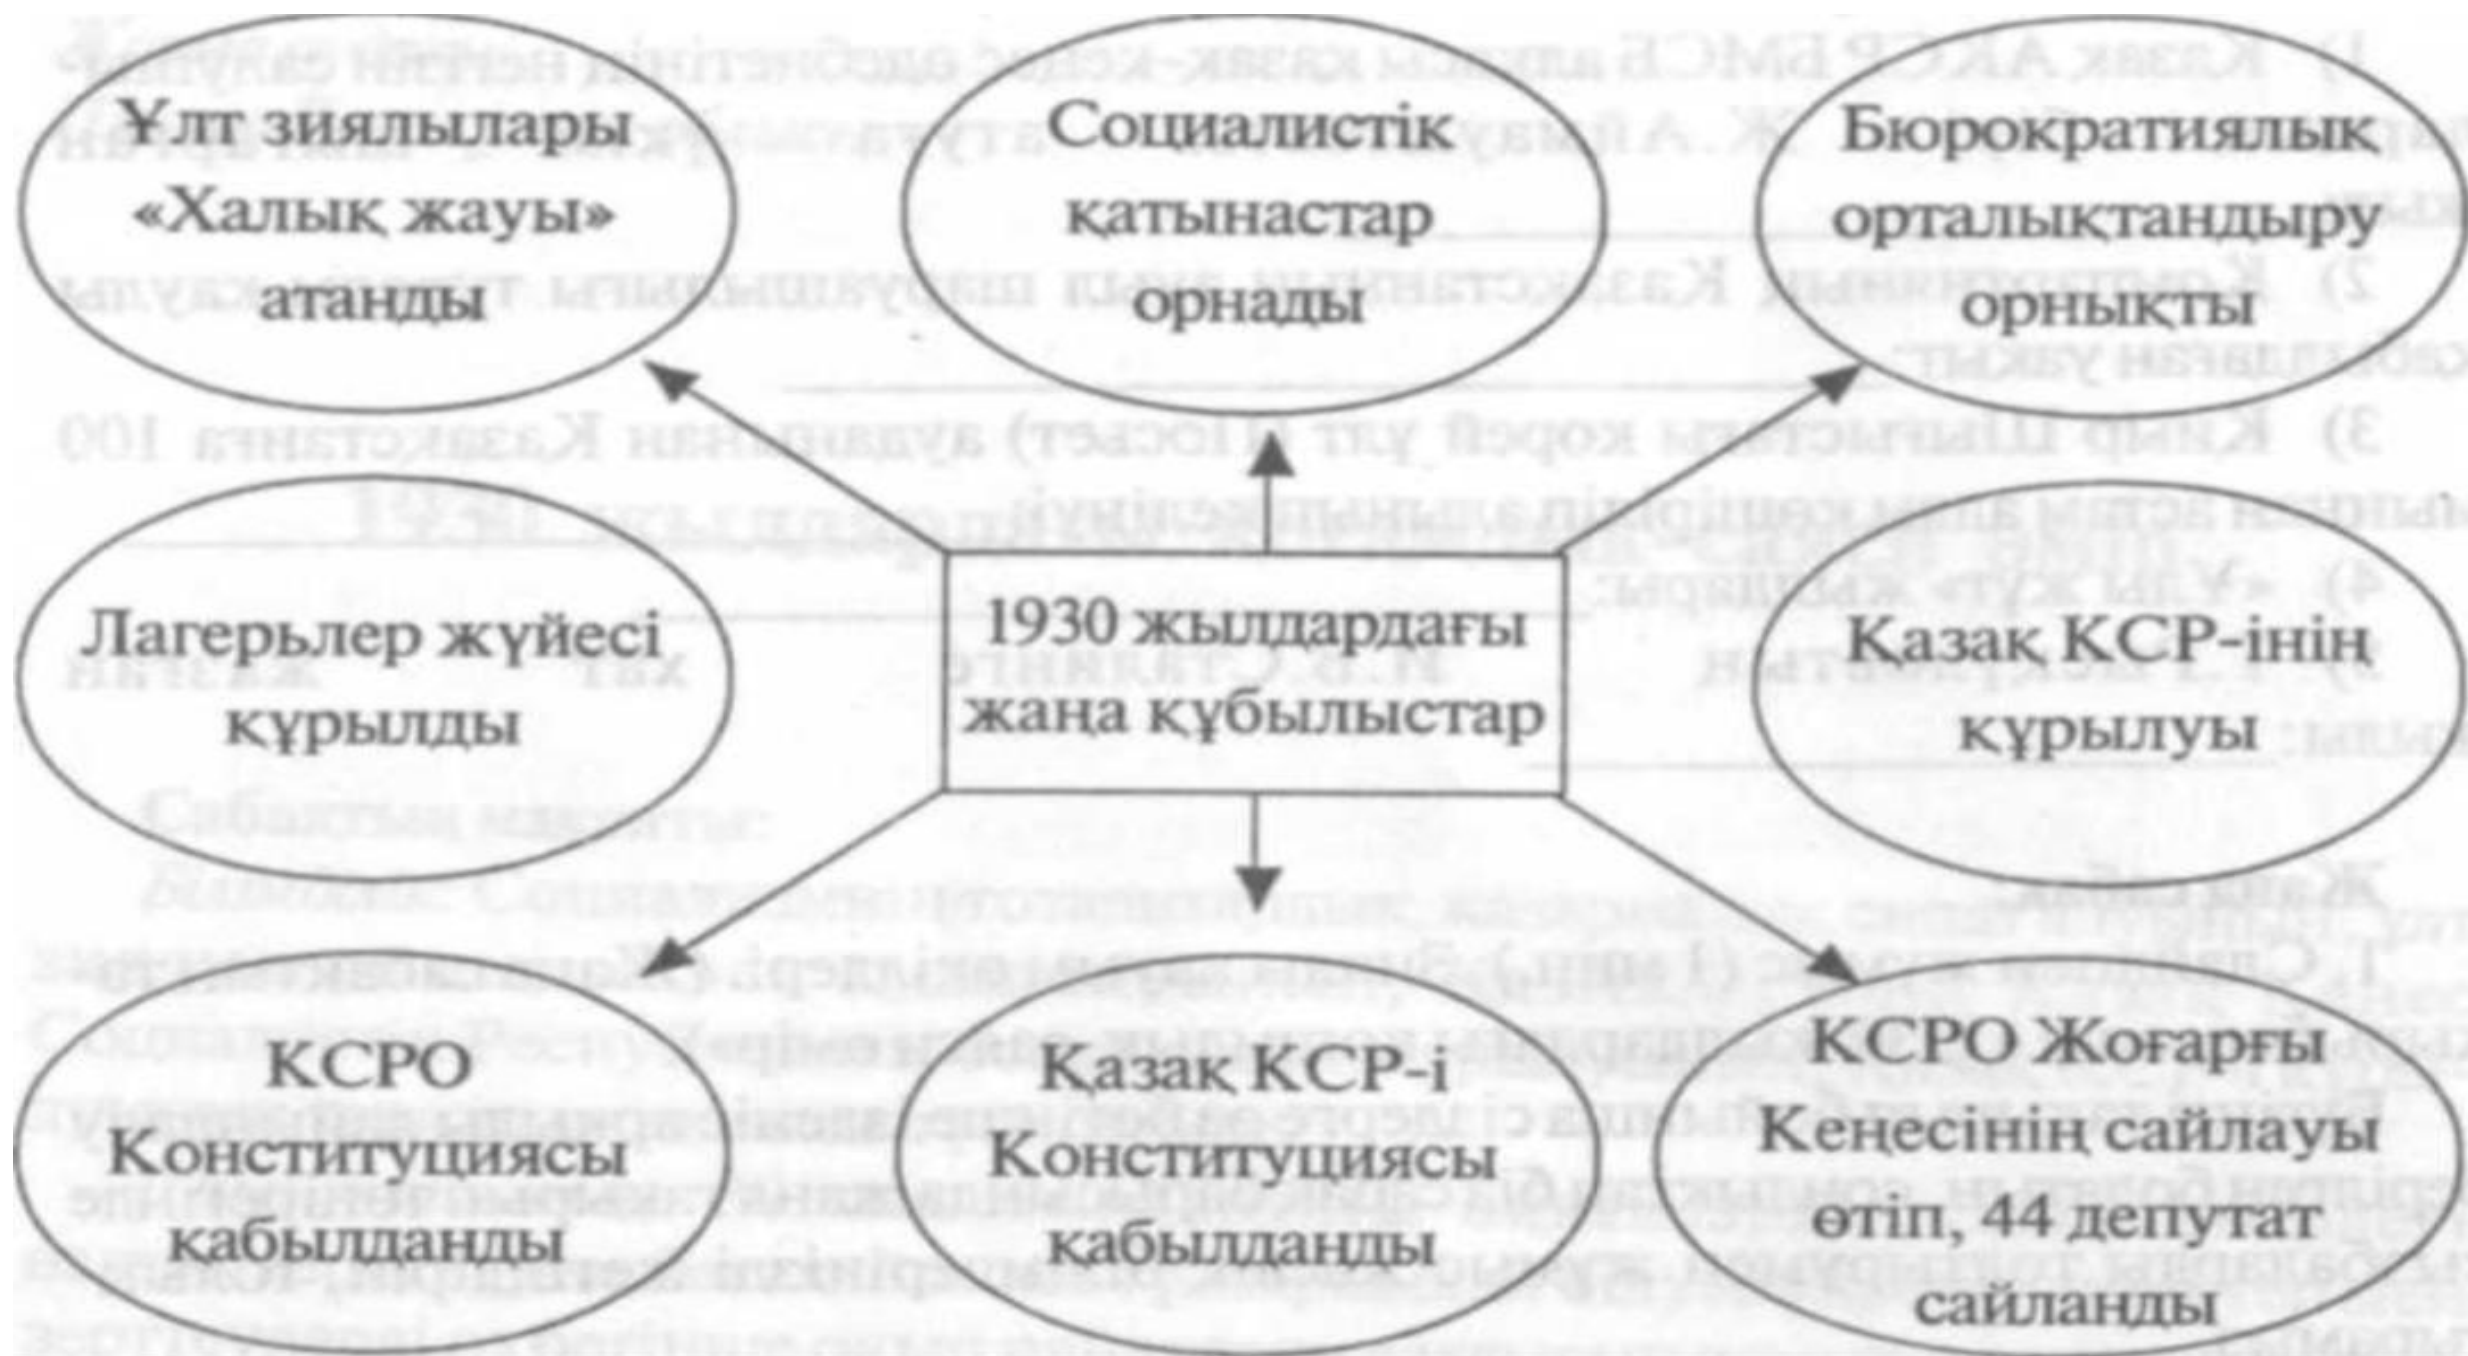 Ұлт зиялылары
«Халық жауы»
атанды
Социалистік
қатынастар
орнады
Бюрократиялық
орталықтандыру
орнықты
Лагерьлер жүйесі
құрылды
1930 жылдардағы
жаңа құбылыстар
Қазақ КСР-інің
құрылуы
КСРО
Конституциясы
қабылданды
Қазақ КСР-і
Конституциясы
қабылданды
КСРО Жоғарғы
Кеңесінің сайлауы
өтіп, 44 депутат
сайланды